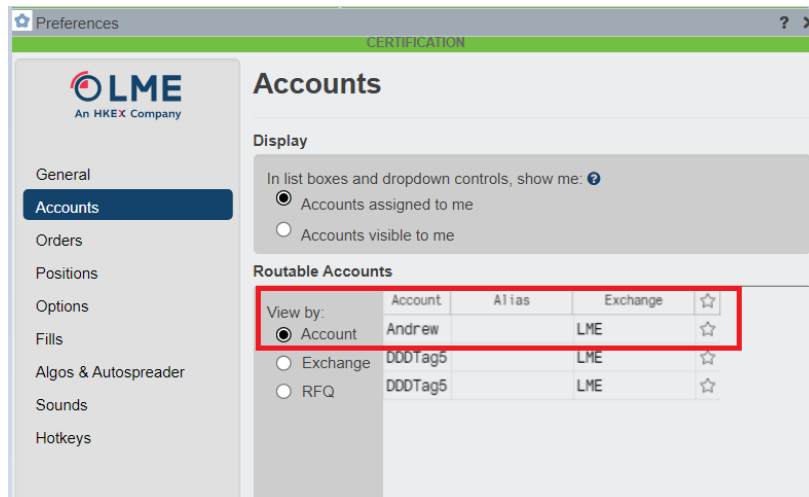 Preferences ?
CERTIFICATION
LME
An HKEX Company
General
Accounts
Orders
Positions
Options
Fills
Algos & Autospreader
Sounds
Hotkeys
Accounts
Display
In list boxes and dropdown controls, show me: ?
Accounts assigned to me
Accounts visible to me
Routable Accounts
View by:
Account
Exchange
RFQ
Account Alias Exchange
Andrew LME
DDDTag5 LME
DDDTag5 LME